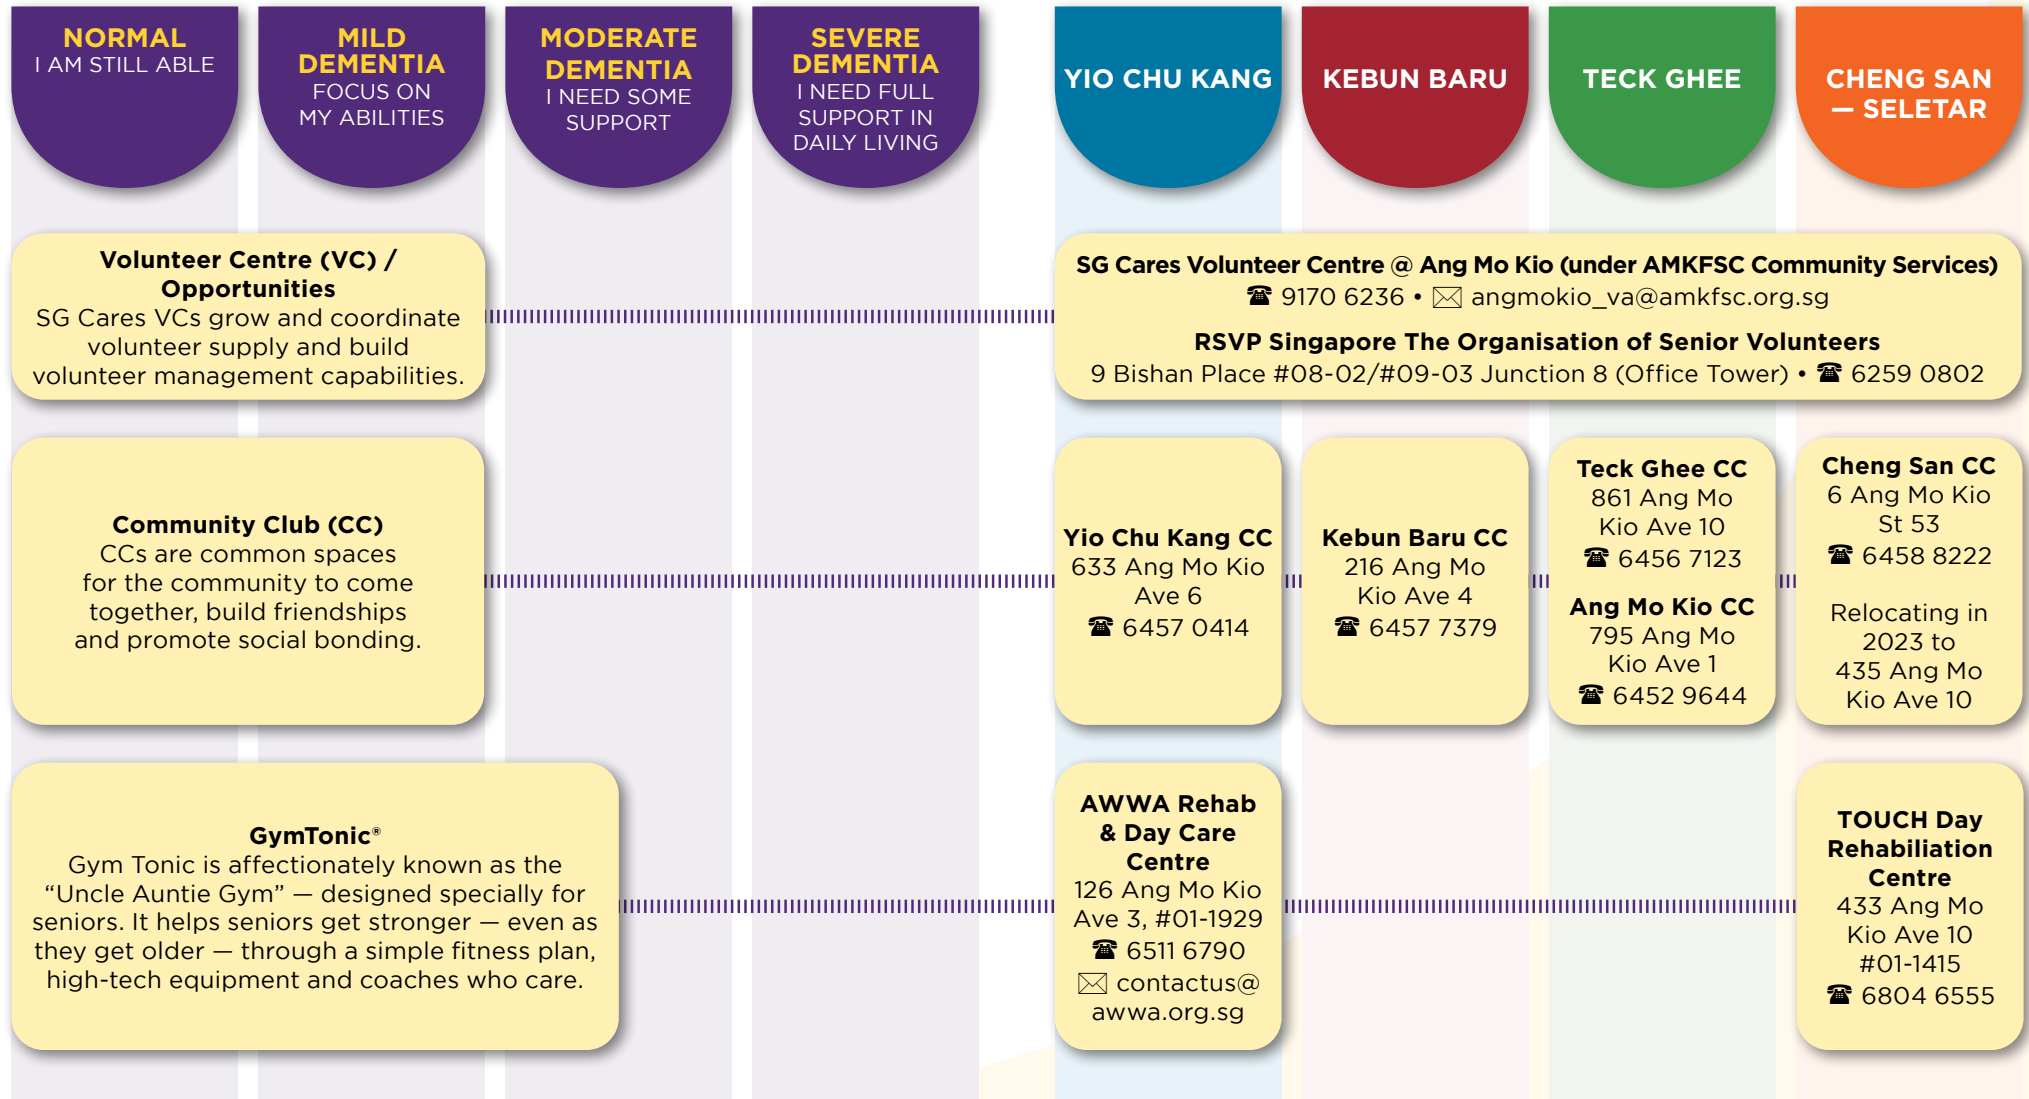 NORMAL
I AM STILL ABLE
MILD
DEMENTIA
FOCUS ON
MY ABILITIES
MODERATE
DEMENTIA
I NEED SOME
SUPPORT
SEVERE
DEMENTIA
I NEED FULL
SUPPORT IN
DAILY LIVING
YIO CHU KANG
KEBUN BARU
TECK GHEE
CHENG SAN
— SELETAR
Volunteer Centre (VC) /
Opportunities
SG Cares VCs grow and coordinate
volunteer supply and build
volunteer management capabilities.
SG Cares Volunteer Centre @ Ang Mo Kio (under AMKFSC Community Services)
☎ 9170 6236 • ✉ angmokio_va@amkfsc.org.sg
RSVP Singapore The Organisation of Senior Volunteers
9 Bishan Place #08-02/#09-03 Junction 8 (Office Tower) • ☎ 6259 0802
Community Club (CC)
CCs are common spaces
for the community to come
together, build friendships
and promote social bonding.
Yio Chu Kang CC
633 Ang Mo Kio
Ave 6
☎ 6457 0414
Kebun Baru CC
216 Ang Mo
Kio Ave 4
☎ 6457 7379
Teck Ghee CC
861 Ang Mo
Kio Ave 10
☎ 6456 7123
Ang Mo Kio CC
795 Ang Mo
Kio Ave 1
☎ 6452 9644
Cheng San CC
6 Ang Mo Kio
St 53
☎ 6458 8222
Relocating in
2023 to
435 Ang Mo
Kio Ave 10
GymTonic®
Gym Tonic is affectionately known as the
“Uncle Auntie Gym” — designed specially for
seniors. It helps seniors get stronger — even as
they get older — through a simple fitness plan,
high-tech equipment and coaches who care.
AWWA Rehab
& Day Care
Centre
126 Ang Mo Kio
Ave 3, #01-1929
☎ 6511 6790
✉ contactus@
awwa.org.sg
TOUCH Day
Rehabiliation
Centre
433 Ang Mo
Kio Ave 10
#01-1415
☎ 6804 6555